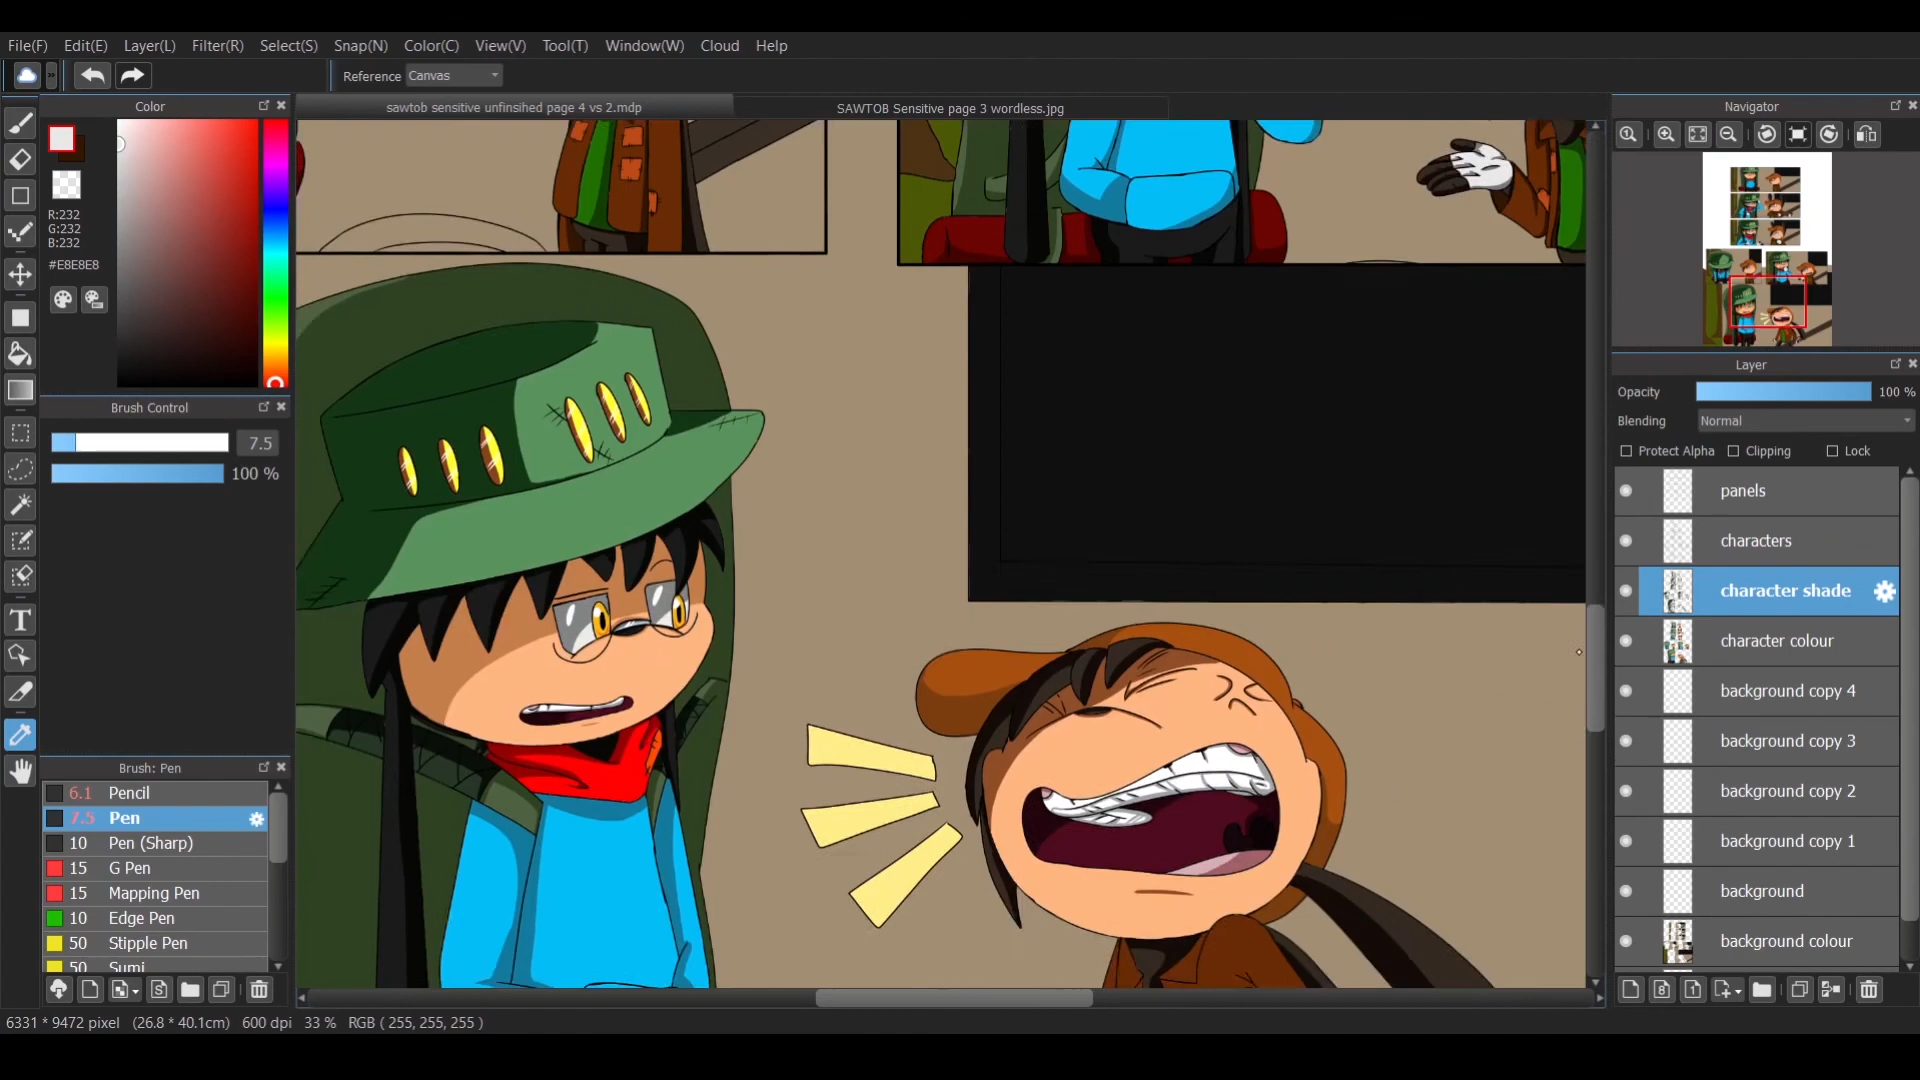 File(F) Edit(E) Layer(L) Filter(R) Select(S) Snap(N) Color(C) View(V) Tool(T) Window(W) Cloud Help
Reference Canvas
Color
sawtob sensitive unfinsihed page 4 vs 2.mdp
SAWTOB Sensitive page 3 wordless.jpg
Navigator
R:232
G:232
B:232
#E8E8E8
Brush Control
7.5
100 %
Brush: Pen
6.1 Pencil
7.5 Pen
10 Pen (Sharp)
15 G Pen
15 Mapping Pen
10 Edge Pen
50 Stipple Pen
50 Sumi
Layer
Opacity 100 %
Blending Normal
Protect Alpha Clipping Lock
panels
characters
character shade
character colour
background copy 4
background copy 3
background copy 2
background copy 1
background
background colour
6331 * 9472 pixel (26.8 * 40.1cm) 600 dpi 33 % RGB ( 255, 255, 255 )